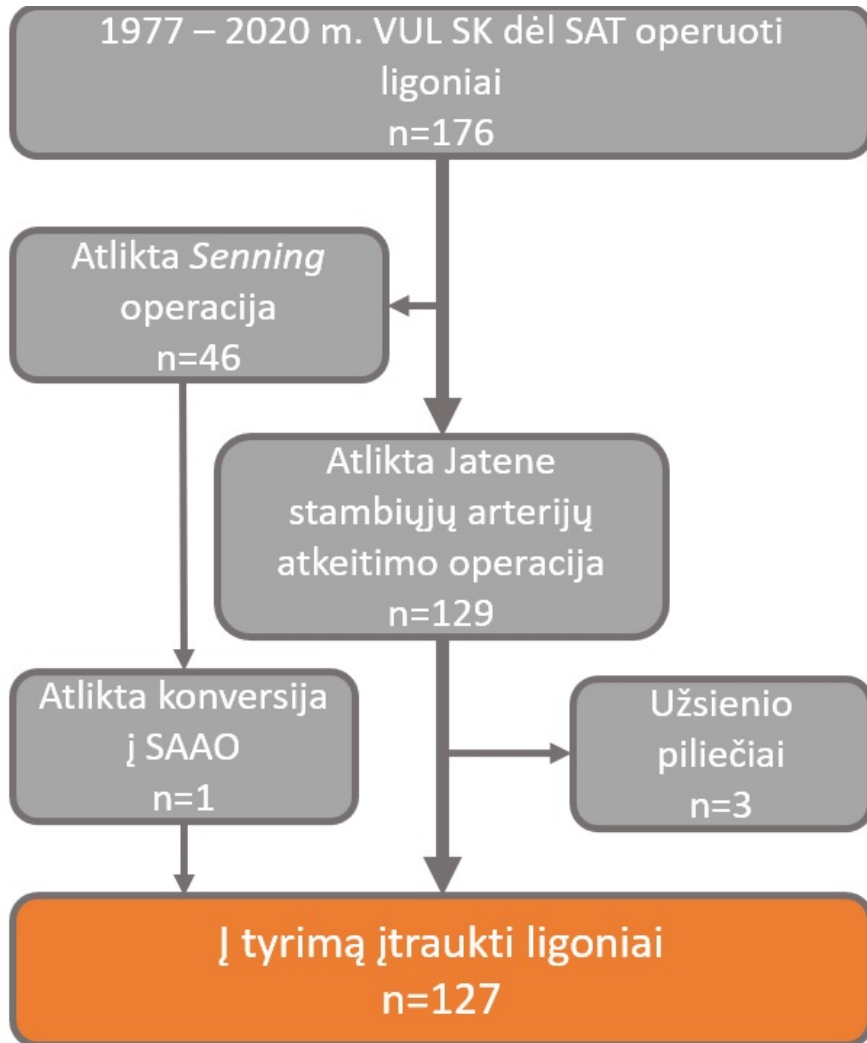 1977 – 2020 m. VUL SK dėl SAT operuoti
ligoniai
n=176
Atlikta Senning
operacija
n=46
Atlikta Jatene
stambiųjų arterijų
atkeitimo operacija
n=129
Atlikta konversija
į SAAO
n=1
Užsienio
piliečiai
n=3
Į tyrimą įtraukti ligoniai
n=127